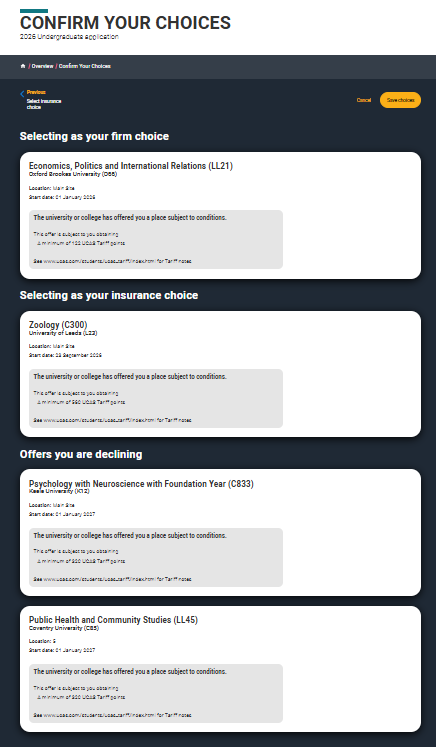 CONFIRM YOUR CHOICES
2026 Undergraduate application
/ Overview / Confirm Your Choices
Previous
Select insurance
choice
Cancel
Save choices
Selecting as your firm choice
Economics, Politics and International Relations (LL21)
Oxford Brookes University (O66)
Location: Main Site
Start date: 01 January
The university or college has offered you a place subject to conditions.
This offer is subject to you obtaining
A minimum of UCAS Tariff points
See www.ucas.com/students/ucas_tariff/index.html for Tariff notes
Selecting as your insurance choice
Zoology (C300)
University of Leeds (L23)
Location: Main Site
Start date: September
The university or college has offered you a place subject to conditions.
This offer is subject to you obtaining
A minimum of UCAS Tariff points
See www.ucas.com/students/ucas_tariff/index.html for Tariff notes
Offers you are declining
Psychology with Neuroscience with Foundation Year (C833)
Keele University (K12)
Location: Main Site
Start date: 01 January 2027
The university or college has offered you a place subject to conditions.
This offer is subject to you obtaining
A minimum of UCAS Tariff points
See www.ucas.com/students/ucas_tariff/index.html for Tariff notes
Public Health and Community Studies (LL45)
Coventry University (C85)
Location:
Start date: 01 January 2027
The university or college has offered you a place subject to conditions.
This offer is subject to you obtaining
A minimum of UCAS Tariff points
See www.ucas.com/students/ucas_tariff/index.html for Tariff notes